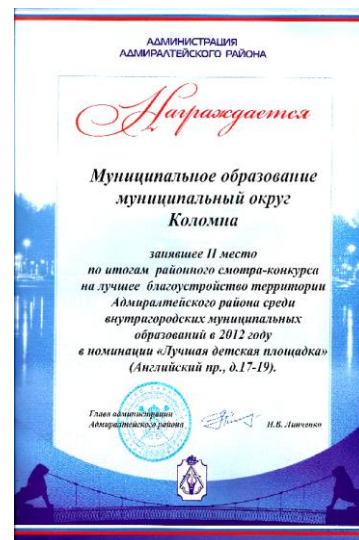 АДМИНИСТРАЦИЯ
АДМИРАЛТЕЙСКОГО РАЙОНА
Награждается
Муниципальное образование
муниципальный округ
Коломна
занявшее II место
по итогам районного смотра-конкурса
на лучшее благоустройство территории
Адмиралтейского района среди
внутригородских муниципальных
образований в 2012 году
в номинации «Лучшая детская площадка»
(Английский пр., д.17-19).
Глава администрации
Адмиралтейского района
И.В. Линченко